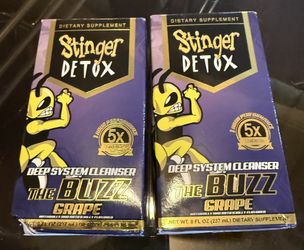 DIETARY SUPPLEMENT
Stinger
DETOX
5x
DEEP SYSTEM CLEANSER
THE BUZZ
GRAPE
DIETARY SUPPLEMENT
Stinger
DETOX
5x
DEEP SYSTEM CLEANSER
THE BUZZ
GRAPE
NET WT. 8 FL OZ (237 mL) DIETARY SUPPLEMENT